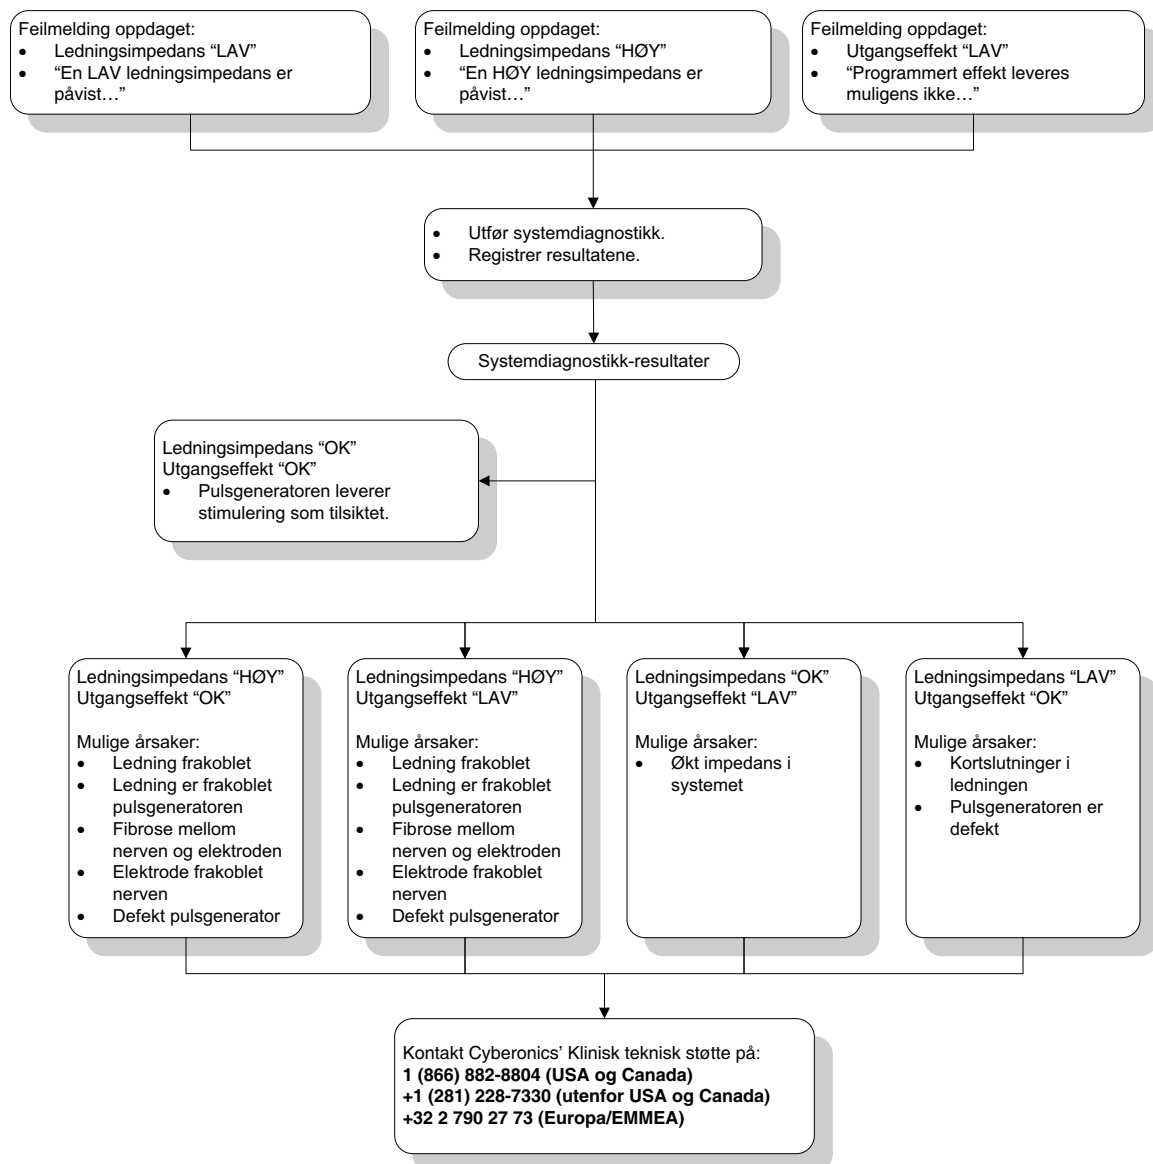 Feilmelding oppdaget:
• Ledningsimpedans “LAV”
• “En LAV ledningsimpedans er
påvist…”
Feilmelding oppdaget:
• Ledningsimpedans “HØY”
• “En HØY ledningsimpedans er
påvist…”
Feilmelding oppdaget:
• Utgangseffekt “LAV”
• “Programmert effekt leveres
muligens ikke…”
• Utfør systemdiagnostikk.
• Registrer resultatene.
Systemdiagnostikk-resultater
Ledningsimpedans “OK”
Utgangseffekt “OK”
• Pulsgeneratoren leverer
stimulering som tilsiktet.
Ledningsimpedans “HØY”
Utgangseffekt “OK”
Mulige årsaker:
• Ledning frakoblet
• Ledning er frakoblet
pulsgeneratoren
• Fibrose mellom
nerven og elektroden
• Elektrode frakoblet
nerven
• Defekt pulsgenerator
Ledningsimpedans “HØY”
Utgangseffekt “LAV”
Mulige årsaker:
• Ledning frakoblet
• Ledning er frakoblet
pulsgeneratoren
• Fibrose mellom
nerven og elektroden
• Elektrode frakoblet
nerven
• Defekt pulsgenerator
Ledningsimpedans “OK”
Utgangseffekt “LAV”
Mulige årsaker:
• Økt impedans i
systemet
Ledningsimpedans “LAV”
Utgangseffekt “OK”
Mulige årsaker:
• Kortslutninger i
ledningen
• Pulsgeneratoren er
defekt
Kontakt Cyberonics’ Klinisk teknisk støtte på:
1 (866) 882-8804 (USA og Canada)
+1 (281) 228-7330 (utenfor USA og Canada)
+32 2 790 27 73 (Europa/EMMEA)